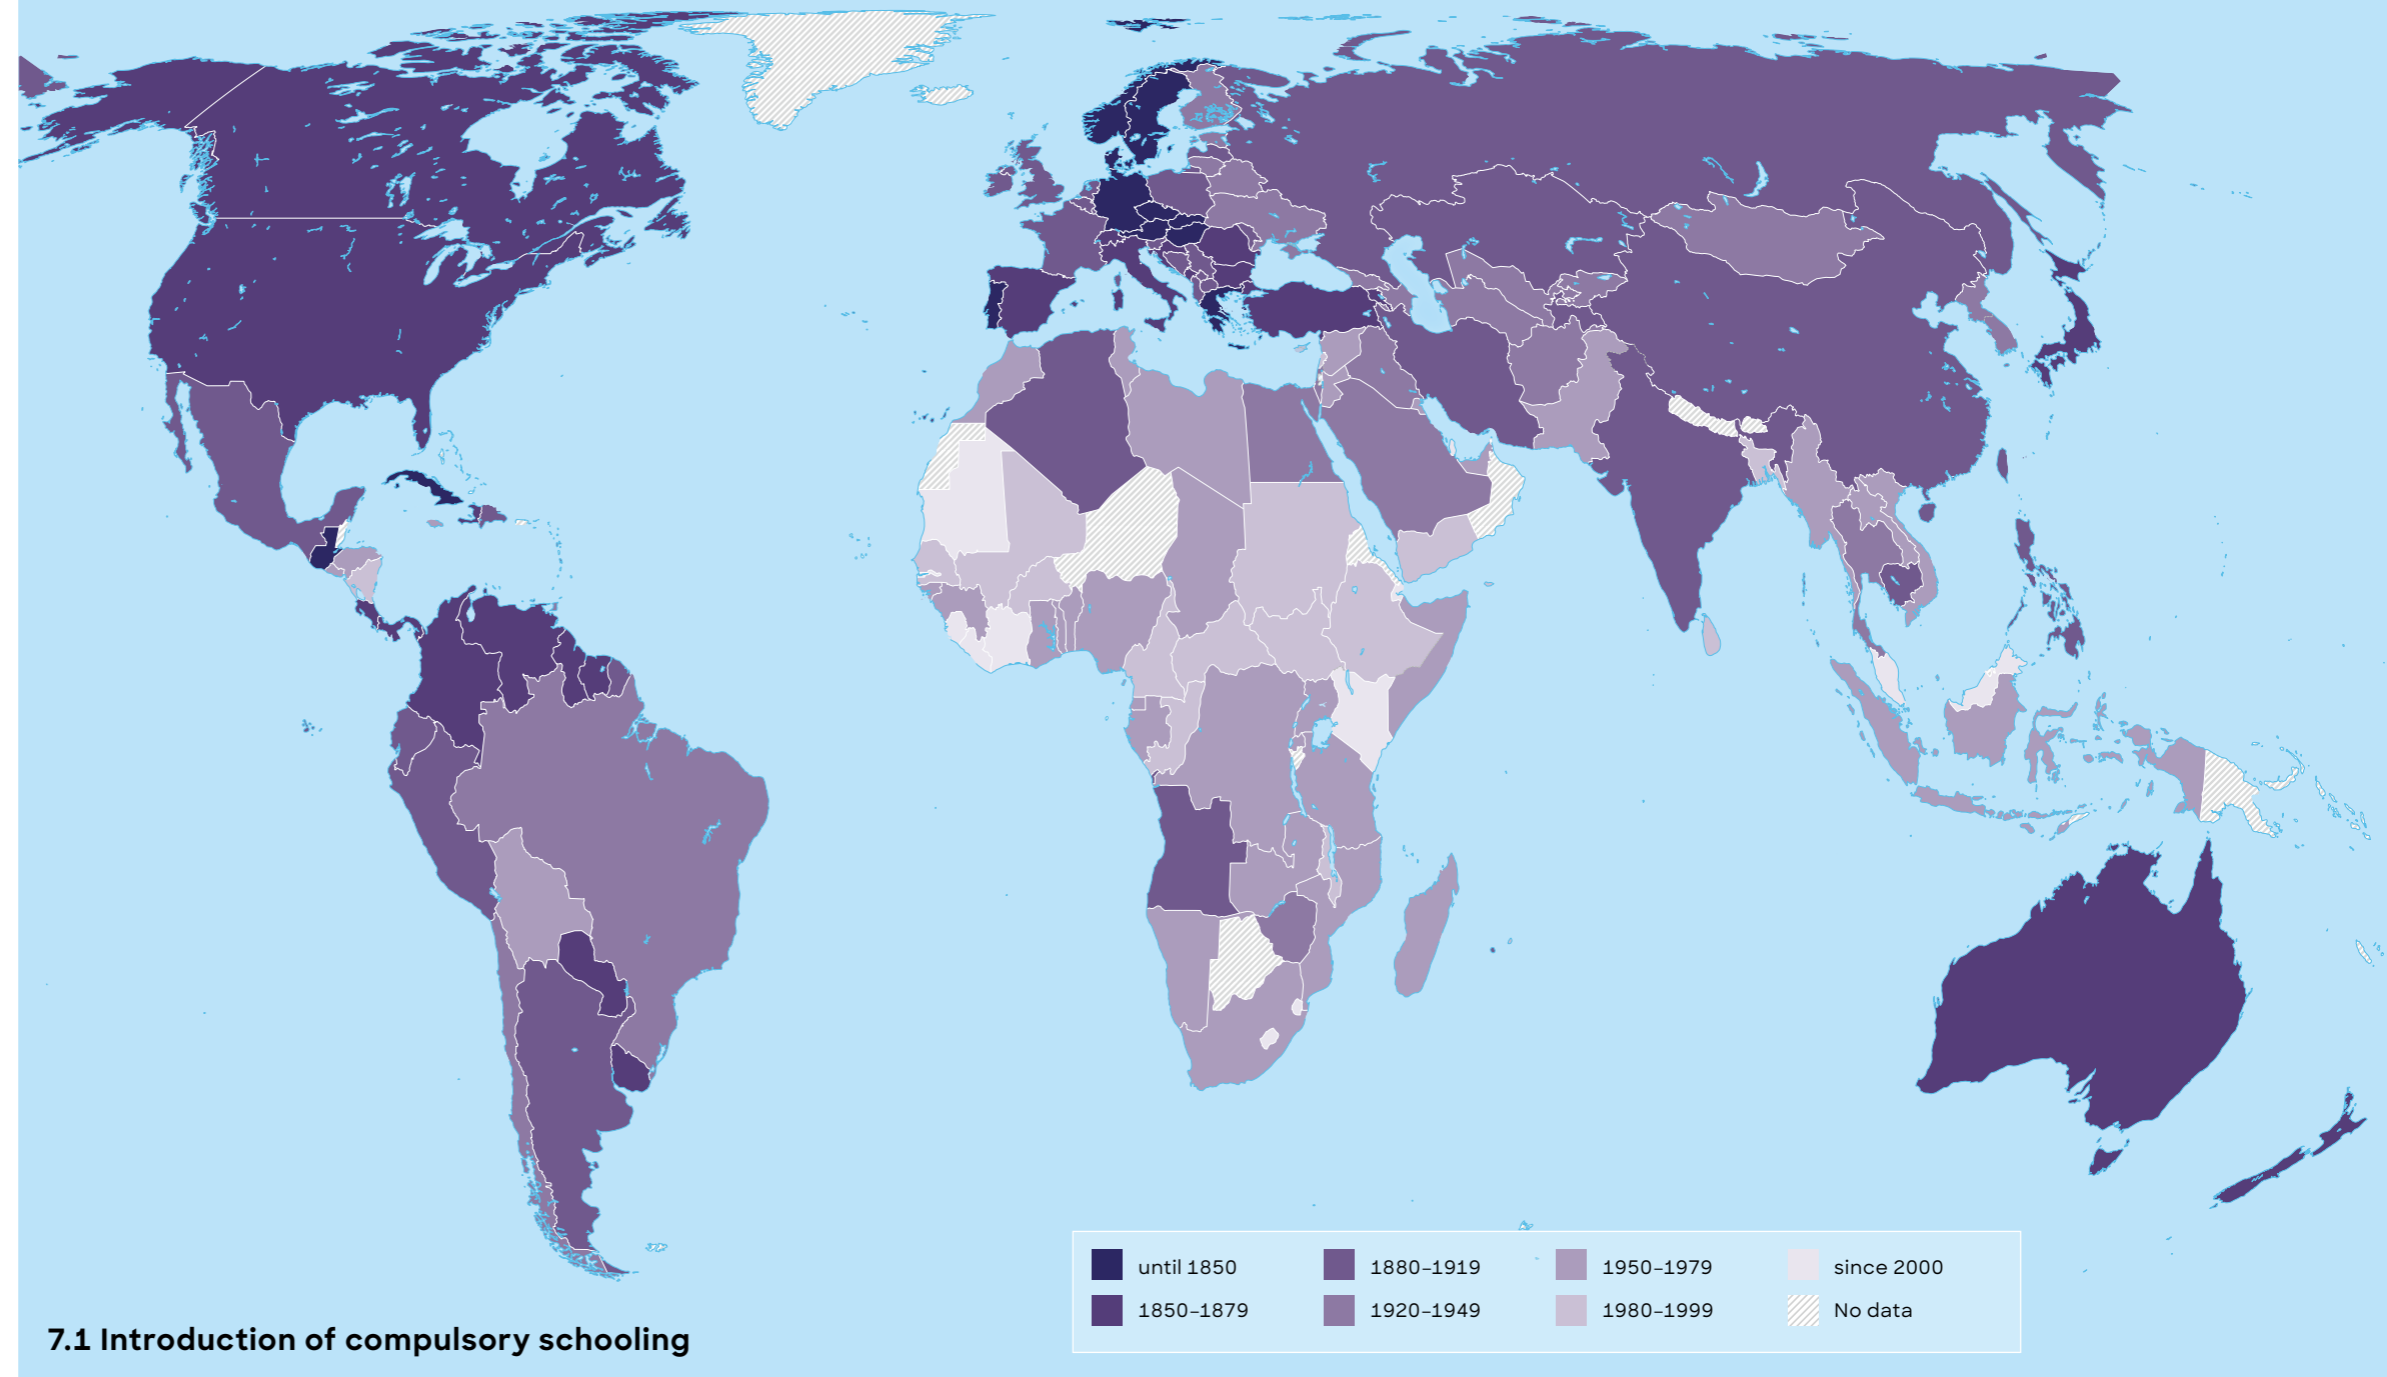 until 1850
1850–1879
1880–1919
1920–1949
1950–1979
1980–1999
since 2000
No data
7.1 Introduction of compulsory schooling